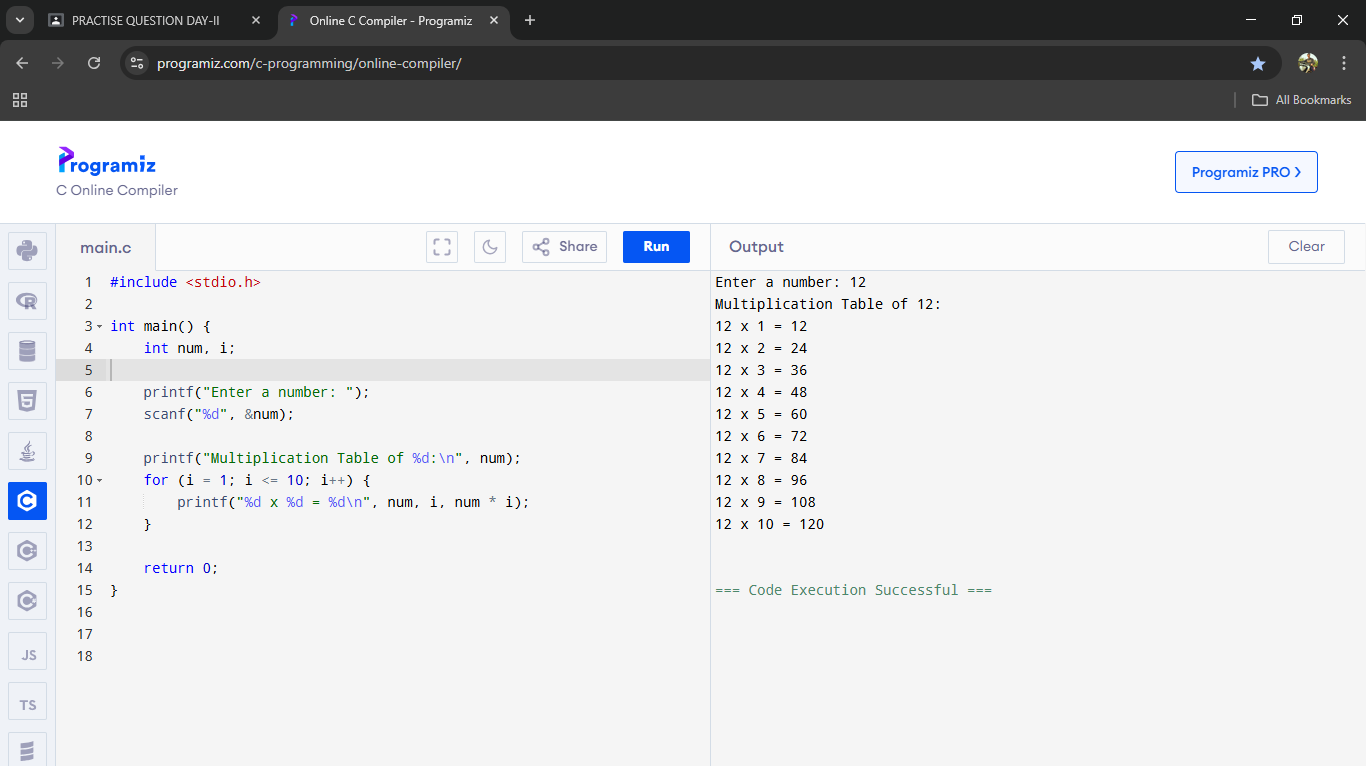 PRACTISE QUESTION DAY-II
Online C Compiler - Programiz
programiz.com/c-programming/online-compiler/
All Bookmarks
Programiz
C Online Compiler
Programiz PRO
main.c
Share
Run
Output
Clear
1 #include <stdio.h>
2
3 int main() {
4     int num, i;
5
6     printf("Enter a number: ");
7     scanf("%d", &num);
8
9     printf("Multiplication Table of %d:\n", num);
10     for (i = 1; i <= 10; i++) {
11         printf("%d x %d = %d\n", num, i, num * i);
12     }
13
14     return 0;
15 }
16
17
18
Enter a number: 12
Multiplication Table of 12:
12 x 1 = 12
12 x 2 = 24
12 x 3 = 36
12 x 4 = 48
12 x 5 = 60
12 x 6 = 72
12 x 7 = 84
12 x 8 = 96
12 x 9 = 108
12 x 10 = 120
=== Code Execution Successful ===
JS
TS